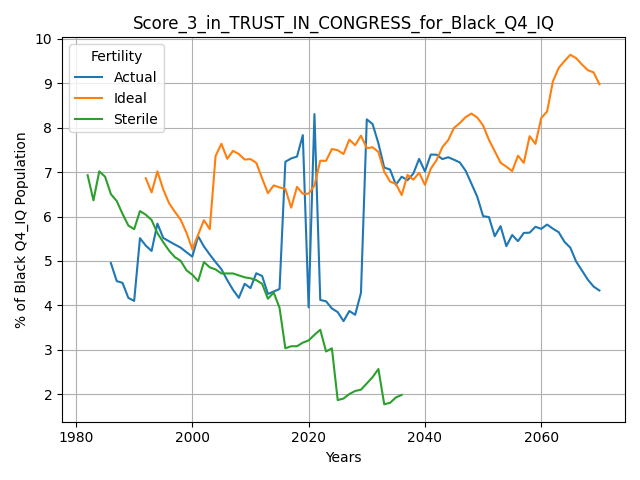 Score_3_in_TRUST_IN_CONGRESS_for_Black_Q4_IQ
Fertility
Actual
Ideal
Sterile
% of Black Q4_IQ Population
10
9
8
7
6
5
4
3
2
1980
2000
2020
2040
2060
Years